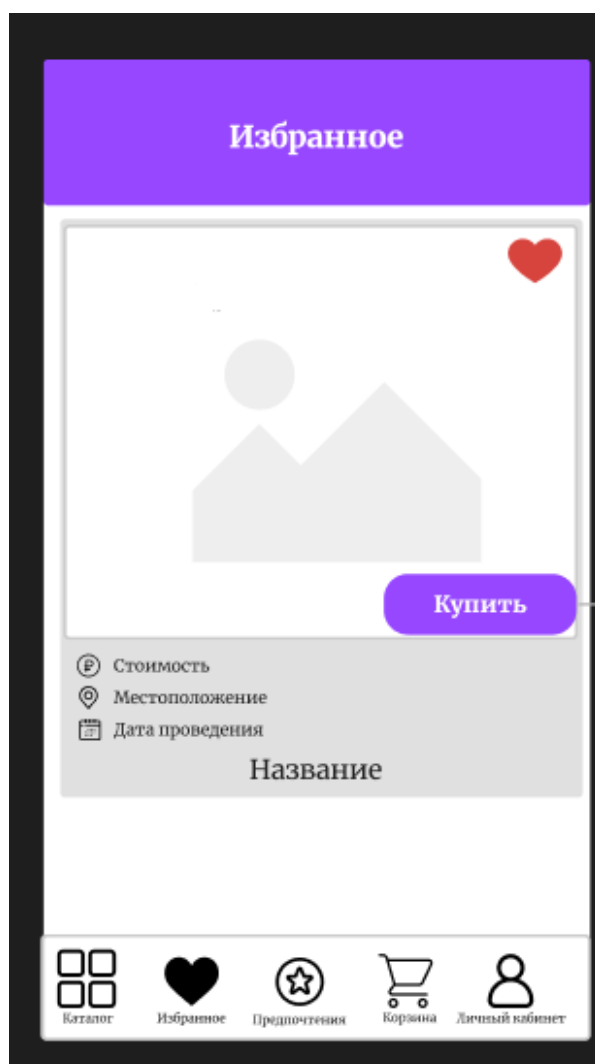 Избранное
Купить
Стоимость
Местоположение
Дата проведения
Название
Каталог
Избранное
Предпочтения
Корзина
Личный кабинет